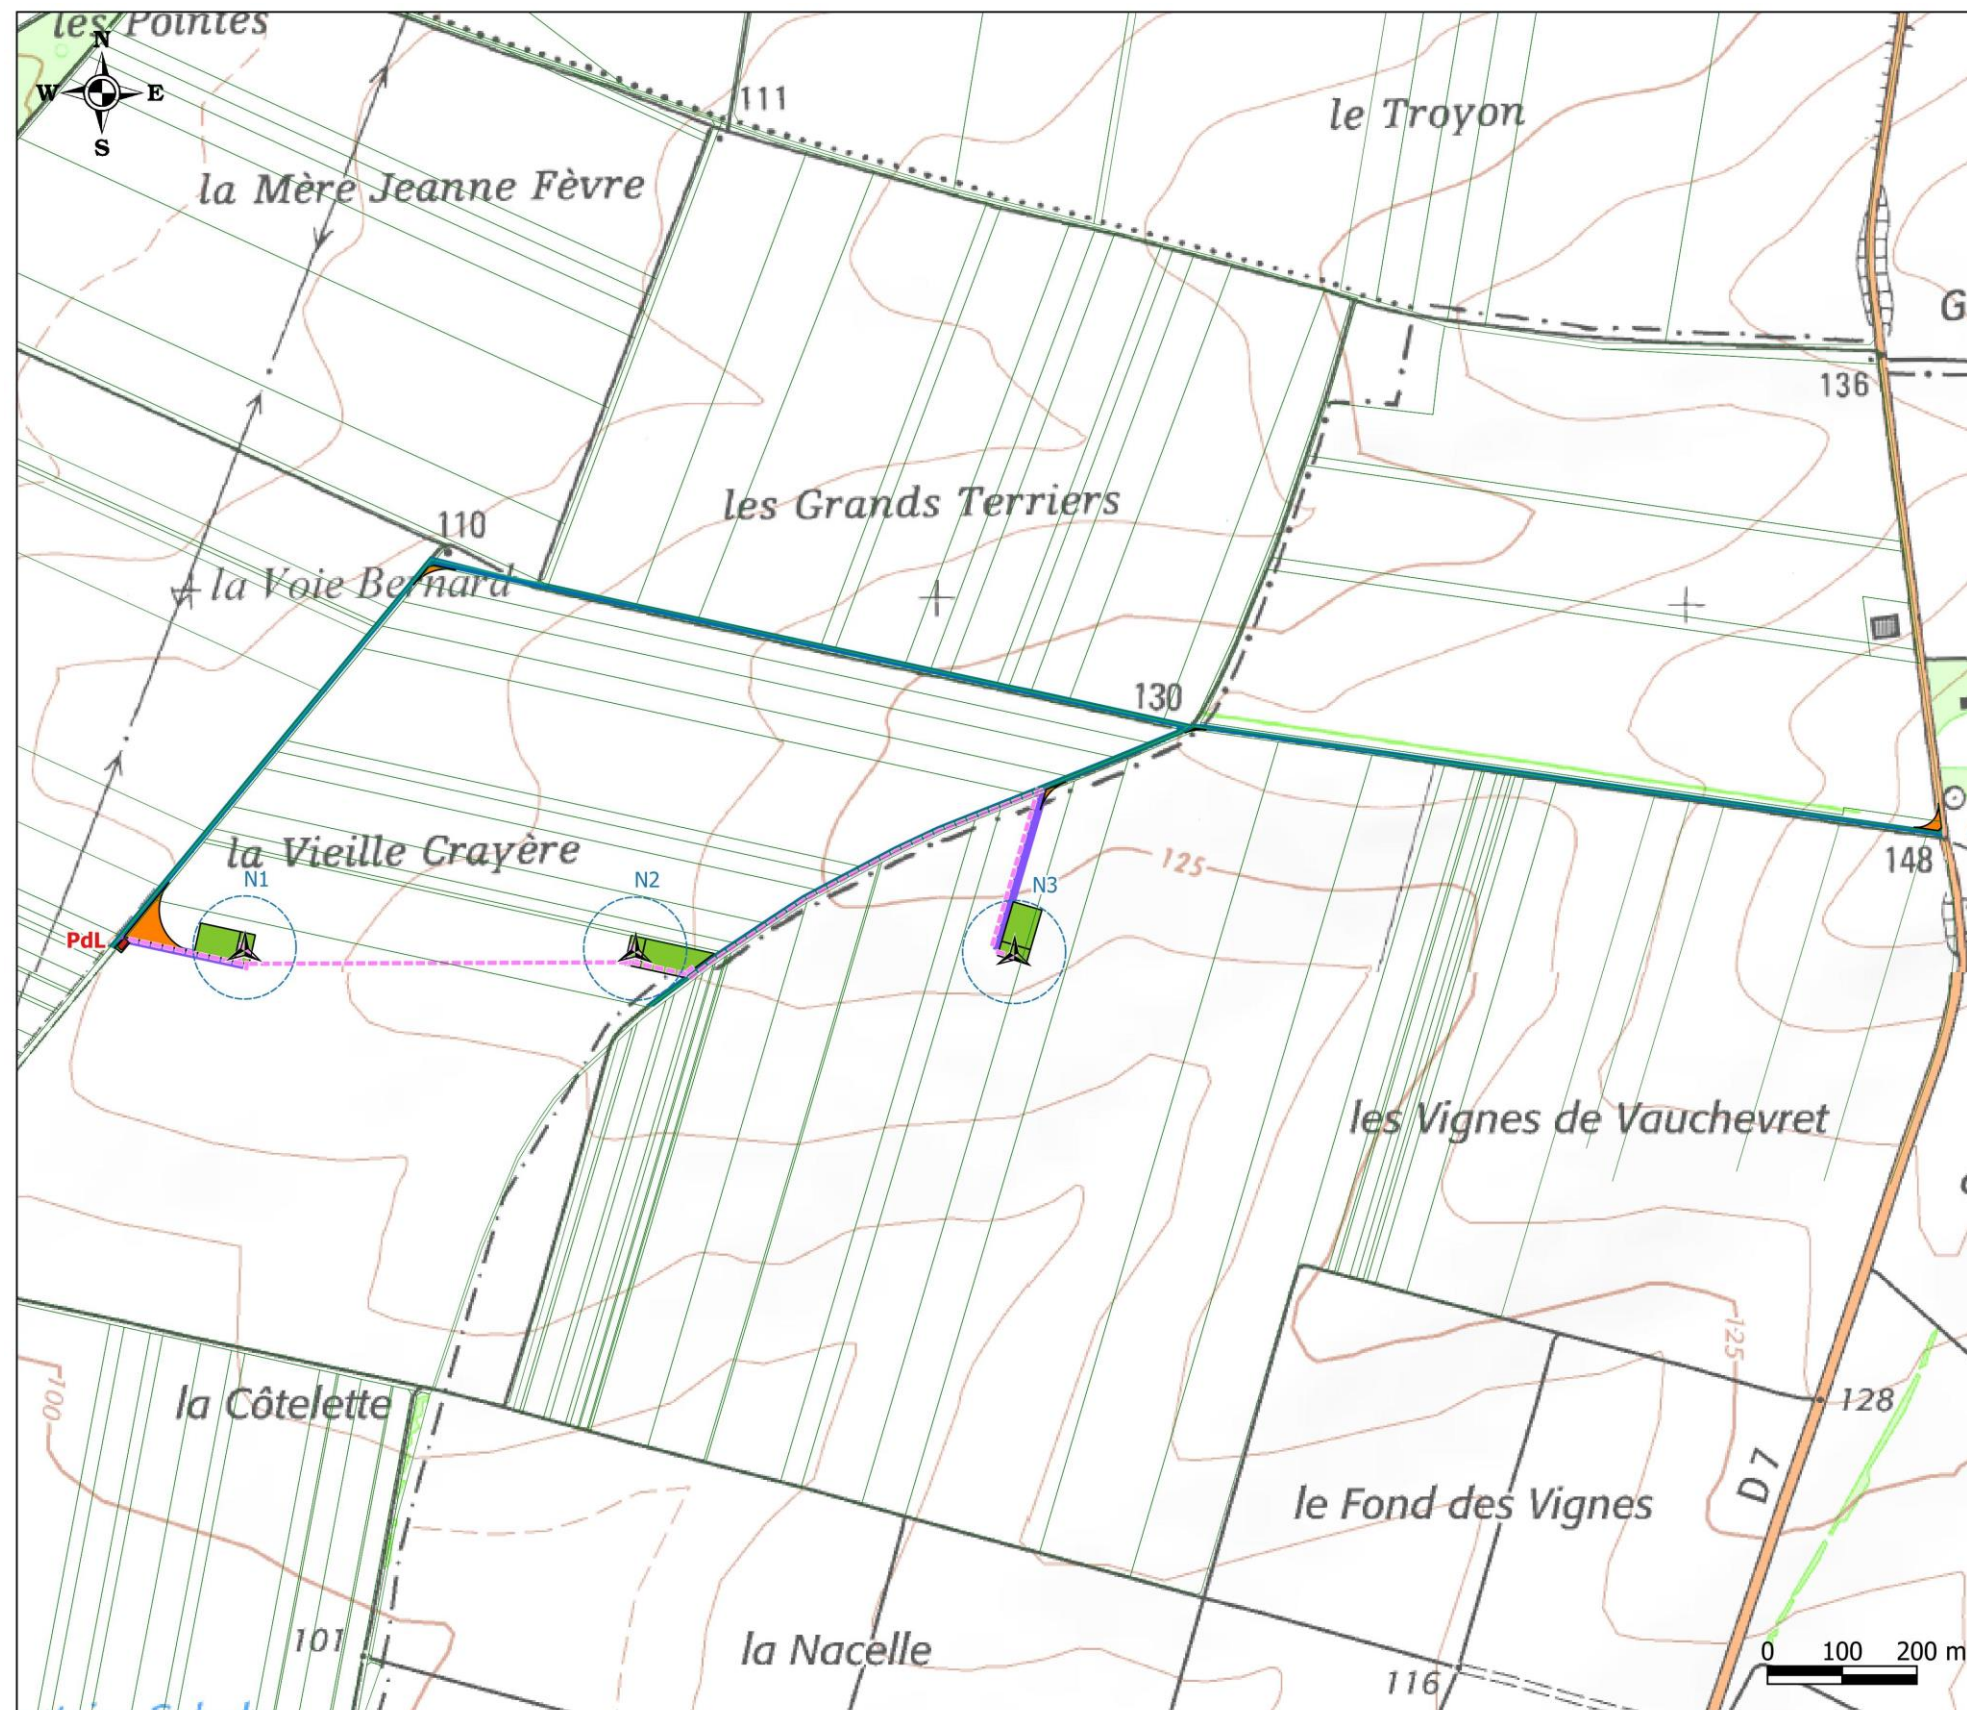 les Pointes
N
W E
S
111
le Troyon
la Mère Jeanne Fèvre
G
136
110
les Grands Terriers
la Voie Bernard
130
la Vieille Crayère
N1
N2
N3
125
148
PdL
les Vignes de Vauchevret
la Côtelette
100
125
128
D 7
le Fond des Vignes
101
la Nacelle
116
0 100 200 m